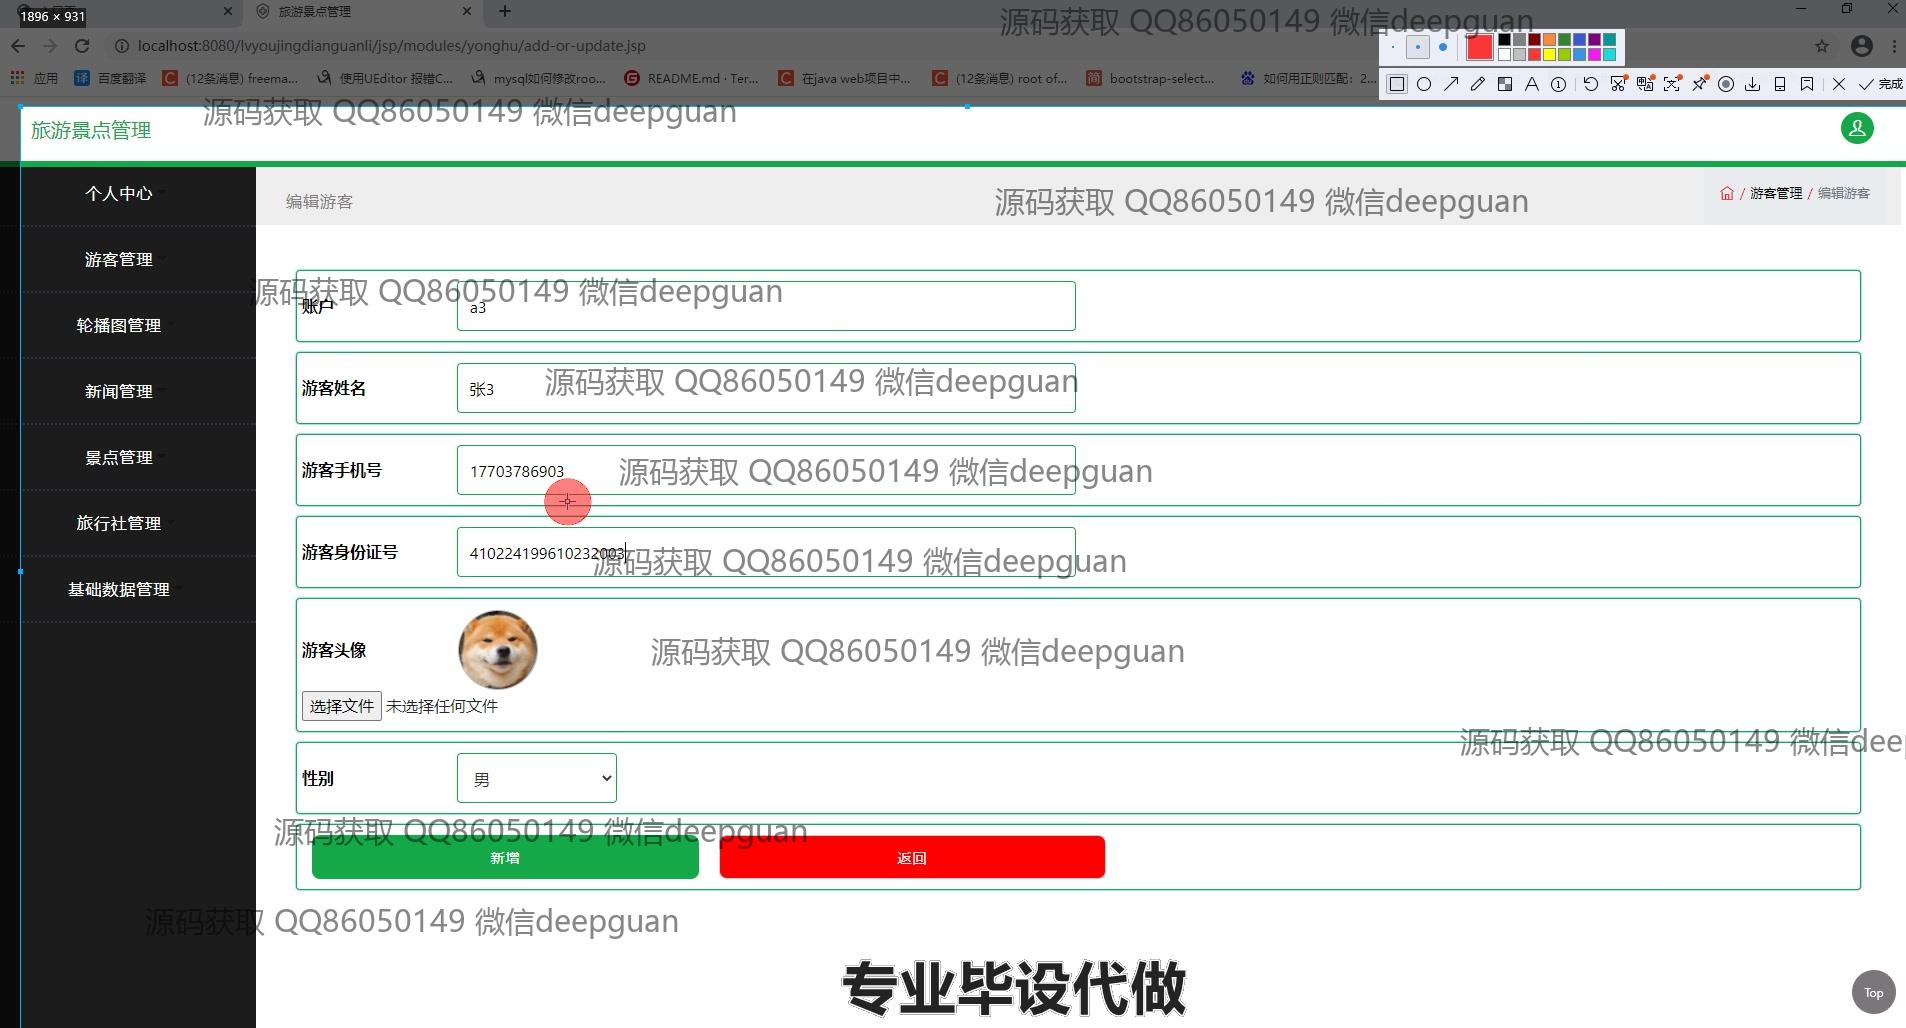 1896 × 931
旅游景点管理
源码获取 QQ86050149 微信deepguan
localhost:8080/lvyoujingdianguanli/jsp/modules/yonghu/add-or-update.jsp
应用
百度翻译
(12条消息) freema...
使用UEditor 报错C...
mysql如何修改roo...
README.md · Ter...
在java web项目中...
(12条消息) root of...
bootstrap-select...
如何用正则匹配：2...
完成
源码获取 QQ86050149 微信deepguan
旅游景点管理
个人中心
游客管理
轮播图管理
新闻管理
景点管理
旅行社管理
基础数据管理
编辑游客
源码获取 QQ86050149 微信deepguan
/ 游客管理 / 编辑游客
源码获取 QQ86050149 微信deepguan
账户
a3
游客姓名
张3
源码获取 QQ86050149 微信deepguan
游客手机号
17703786903
源码获取 QQ86050149 微信deepguan
游客身份证号
410224199610232003
源码获取 QQ86050149 微信deepguan
游客头像
源码获取 QQ86050149 微信deepguan
选择文件 未选择任何文件
源码获取 QQ86050149 微信dee
性别
男
源码获取 QQ86050149 微信deepguan
新增
返回
源码获取 QQ86050149 微信deepguan
专业毕设代做
Top